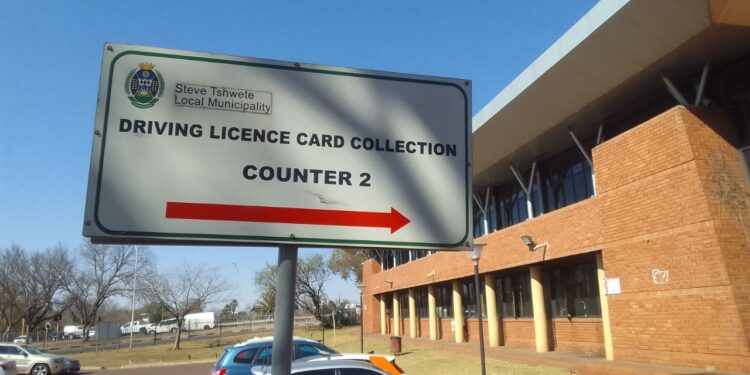 Steve Tshwete
Local Municipality
DRIVING LICENCE CARD COLLECTION
COUNTER 2